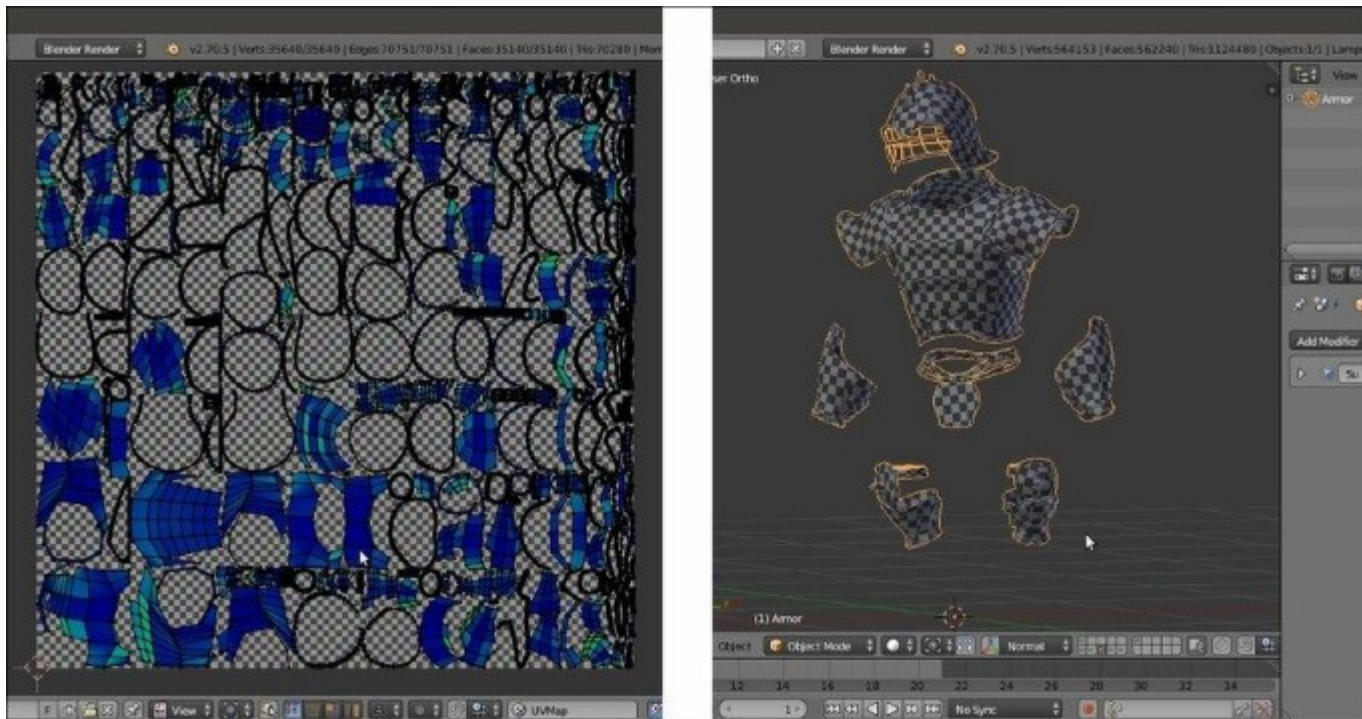 Blender Render
v2.70.5 | Verts:35640/35640 | Edges:70751/70751 | Faces:35140/35140 | Tris:70280 | Mem
F
View
UVMap
Blender Render
v2.70.5 | Verts:564153 | Faces:562240 | Tris:1124480 | Objects:1/1 | Lamp
ser Ortho
View
Armor
Add Modifier
Su
(1) Armor
Object
Object Mode
Normal
12 14 16 18 20 22 24 26 28 30 32 34
1
No Sync